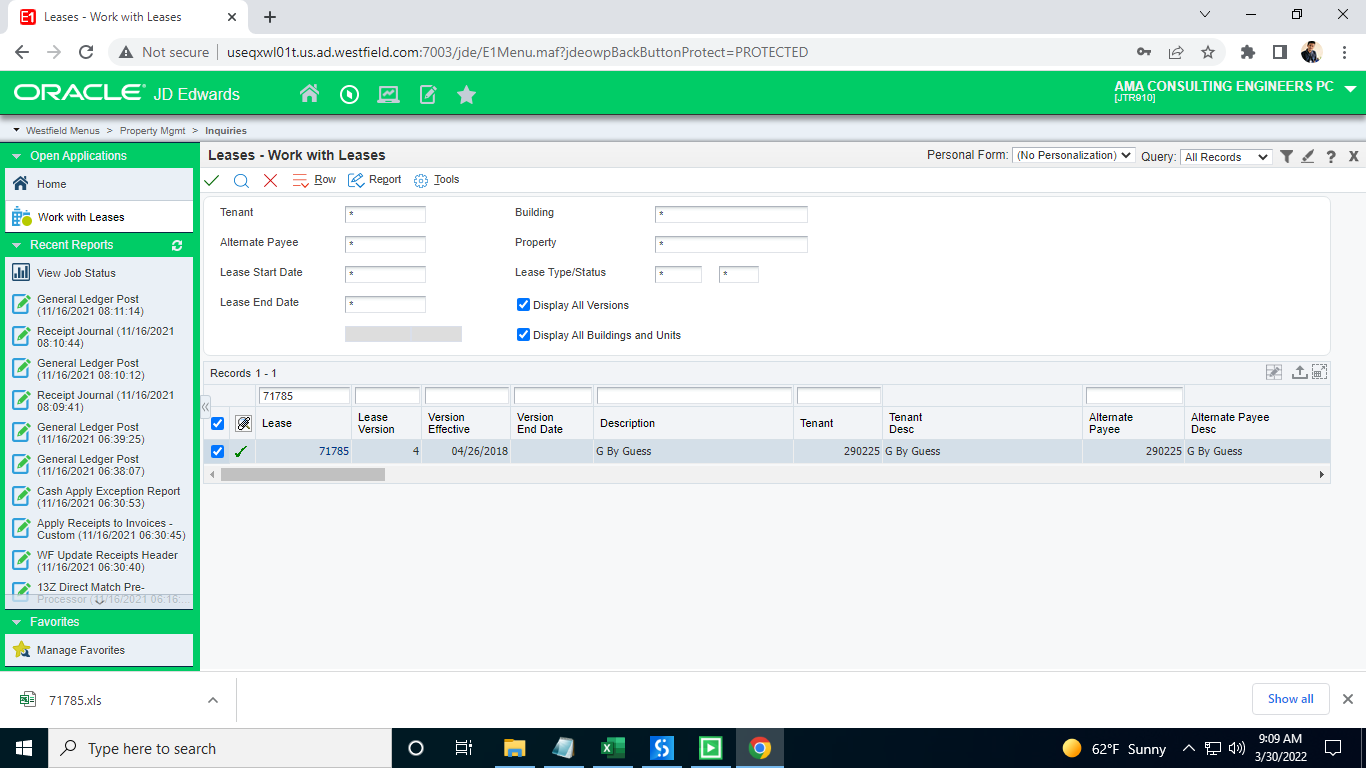 Leases - Work with Leases
Not secure
useqxwl01t.us.ad.westfield.com:7003/jde/E1Menu.maf?jdeowpBackButtonProtect=PROTECTED
ORACLE JD Edwards
AMA CONSULTING ENGINEERS PC
[JTR910]
Westfield Menus > Property Mgmt > Inquiries
Open Applications
Home
Work with Leases
Recent Reports
View Job Status
General Ledger Post
(11/16/2021 08:11:14)
Receipt Journal (11/16/2021
08:10:44)
General Ledger Post
(11/16/2021 08:10:12)
Receipt Journal (11/16/2021
08:09:41)
General Ledger Post
(11/16/2021 06:39:25)
General Ledger Post
(11/16/2021 06:38:07)
Cash Apply Exception Report
(11/16/2021 06:30:53)
Apply Receipts to Invoices -
Custom (11/16/2021 06:30:45)
WF Update Receipts Header
(11/16/2021 06:30:40)
13Z Direct Match Pre-
Processor (11/16/2021 06:16
Favorites
Manage Favorites
Leases - Work with Leases
Personal Form: (No Personalization) Query: All Records
Row Report Tools
Tenant * Building *
Alternate Payee * Property *
Lease Start Date * Lease Type/Status * *
Lease End Date * Display All Versions
Display All Buildings and Units
Records 1 - 1
71785
Lease Lease Version Version Effective Version End Date Description Tenant Tenant Desc Alternate Payee Alternate Payee Desc
71785 4 04/26/2018 G By Guess 290225 G By Guess 290225 G By Guess
71785.xls
Show all
Type here to search
62°F Sunny
9:09 AM
3/30/2022